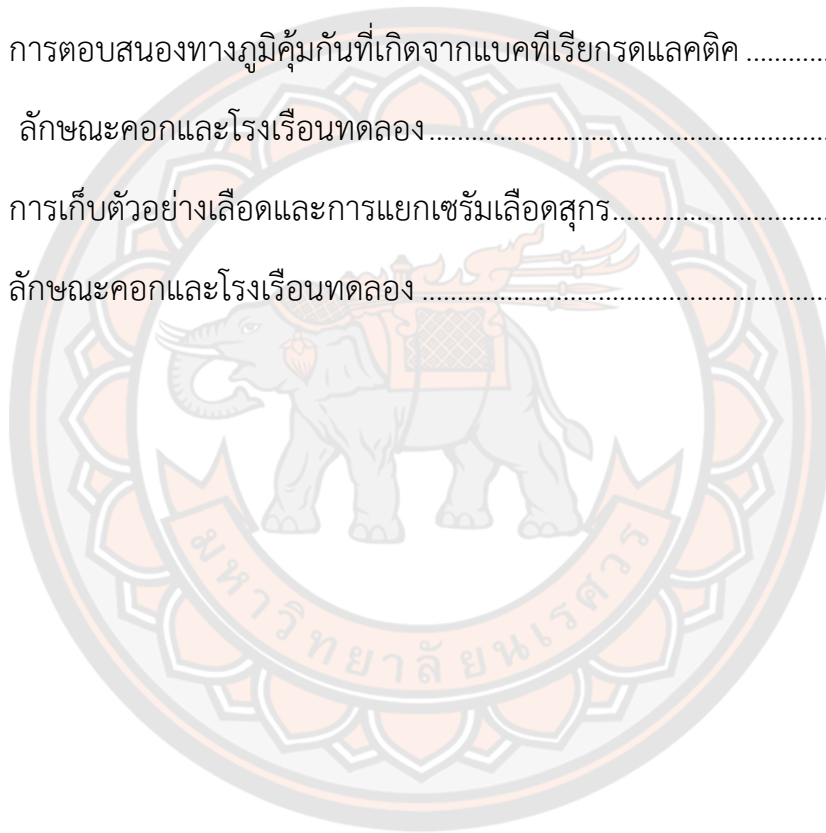 การตอบสนองทางภูมิคุ้มกันที่เกิดจากแบคทีเรียกรดแลคติค ............
ลักษณะคอกและโรงเรือนทดลอง ....................................................
การเก็บตัวอย่างเลือดและการแยกเซรัมเลือดสุกร............................
ลักษณะคอกและโรงเรือนทดลอง .....................................................
มหาวิทยาลัยนเรศวร